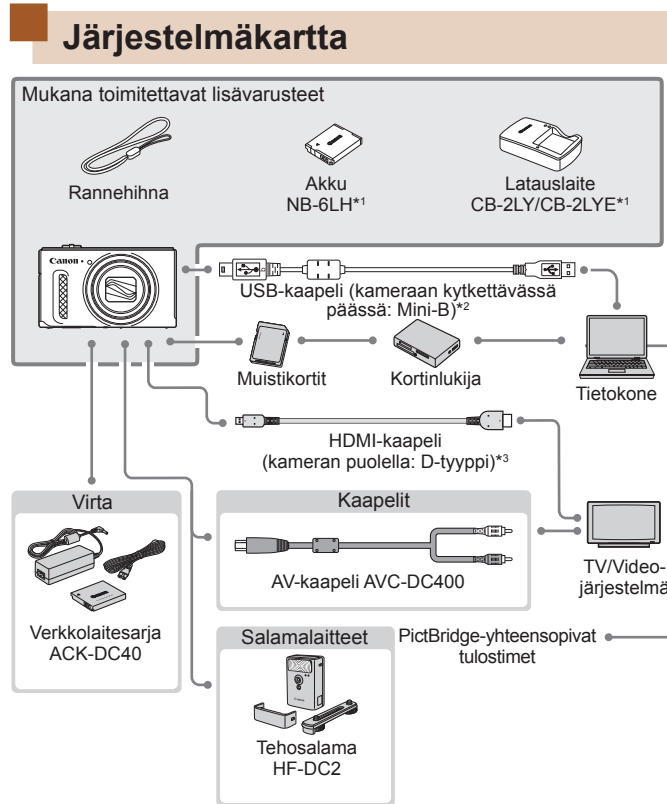 Järjestelmäkartta
Mukana toimitettavat lisävarusteet
Rannehihna
Akku
NB-6LH*1
Latauslaite
CB-2LY/CB-2LYE*1
Canon
USB-kaapeli (kameraan kytkettävässä
päässä: Mini-B)*2
Muistikortit
Kortinlukija
Tietokone
HDMI-kaapeli
(kameran puolella: D-tyyppi)*3
Virta
Verkkolaitesarja
ACK-DC40
Kaapelit
AV-kaapeli AVC-DC400
TV/Video-
järjestelmä
Salamalaitteet
Tehosalama
HF-DC2
PictBridge-yhteensopivat
tulostimet